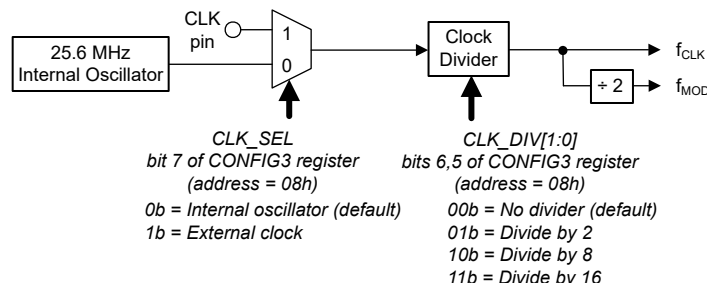 CLK
pin
1
0
25.6 MHz
Internal Oscillator
Clock
Divider
fCLK
÷ 2
fMOD
CLK_SEL
bit 7 of CONFIG3 register
(address = 08h)
0b = Internal oscillator (default)
1b = External clock
CLK_DIV[1:0]
bits 6,5 of CONFIG3 register
(address = 08h)
00b = No divider (default)
01b = Divide by 2
10b = Divide by 8
11b = Divide by 16